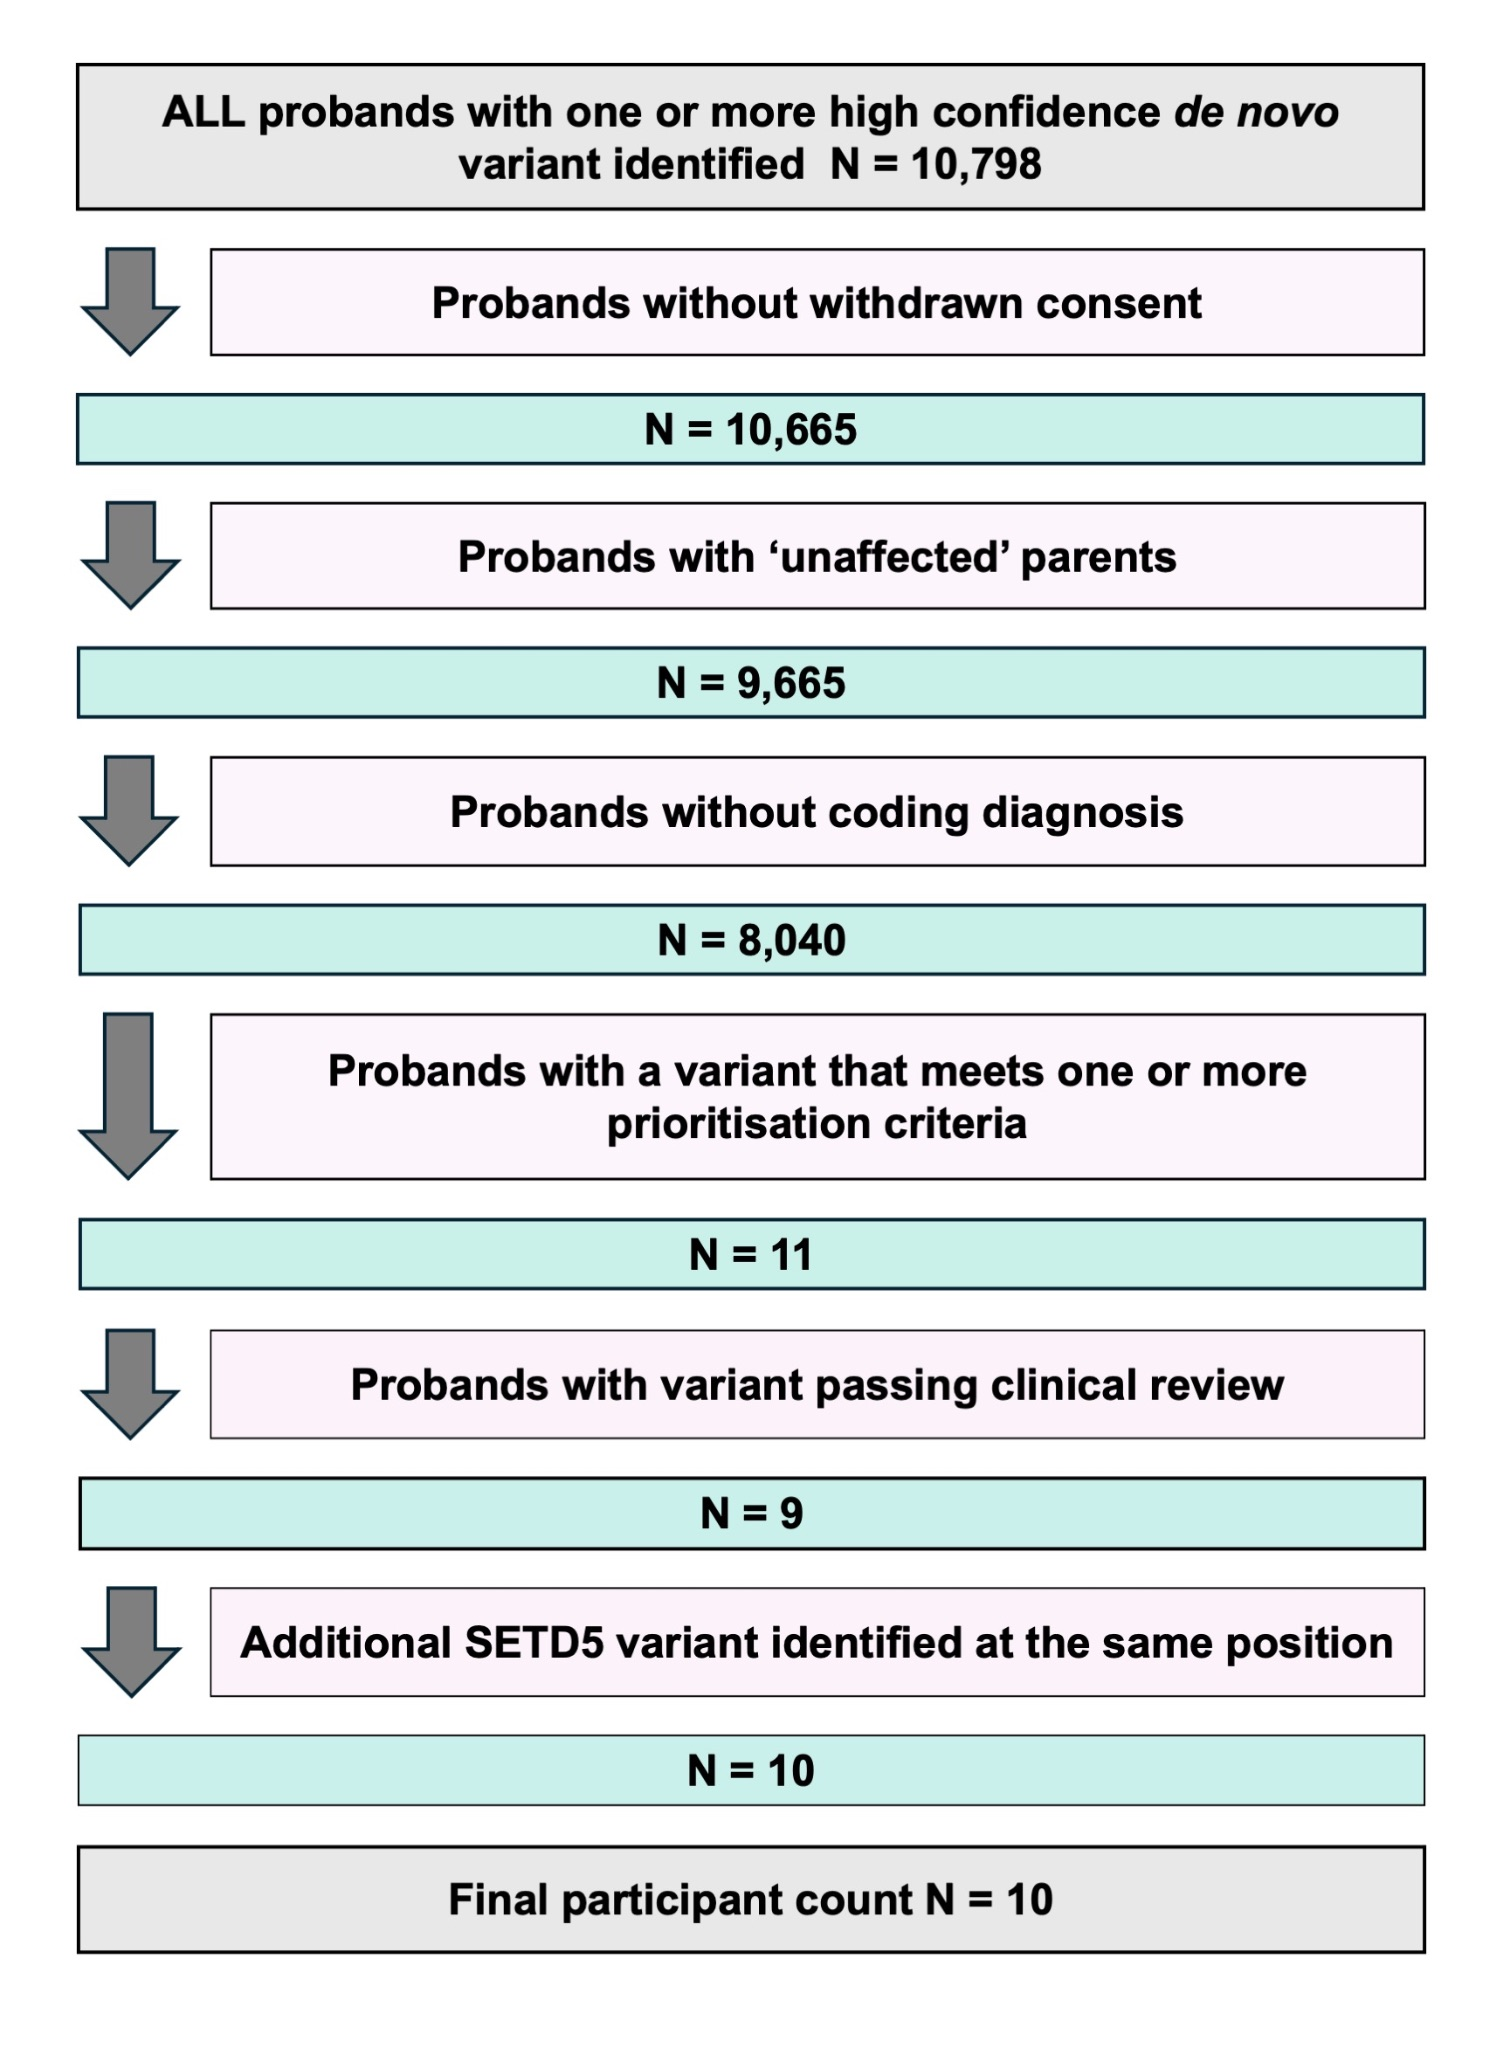 ALL probands with one or more high confidence de novo
variant identified  N = 10,798
Probands without withdrawn consent
N = 10,665
Probands with ‘unaffected’ parents
N = 9,665
Probands without coding diagnosis
N = 8,040
Probands with a variant that meets one or more
prioritisation criteria
N = 11
Probands with variant passing clinical review
N = 9
Additional SETD5 variant identified at the same position
N = 10
Final participant count N = 10